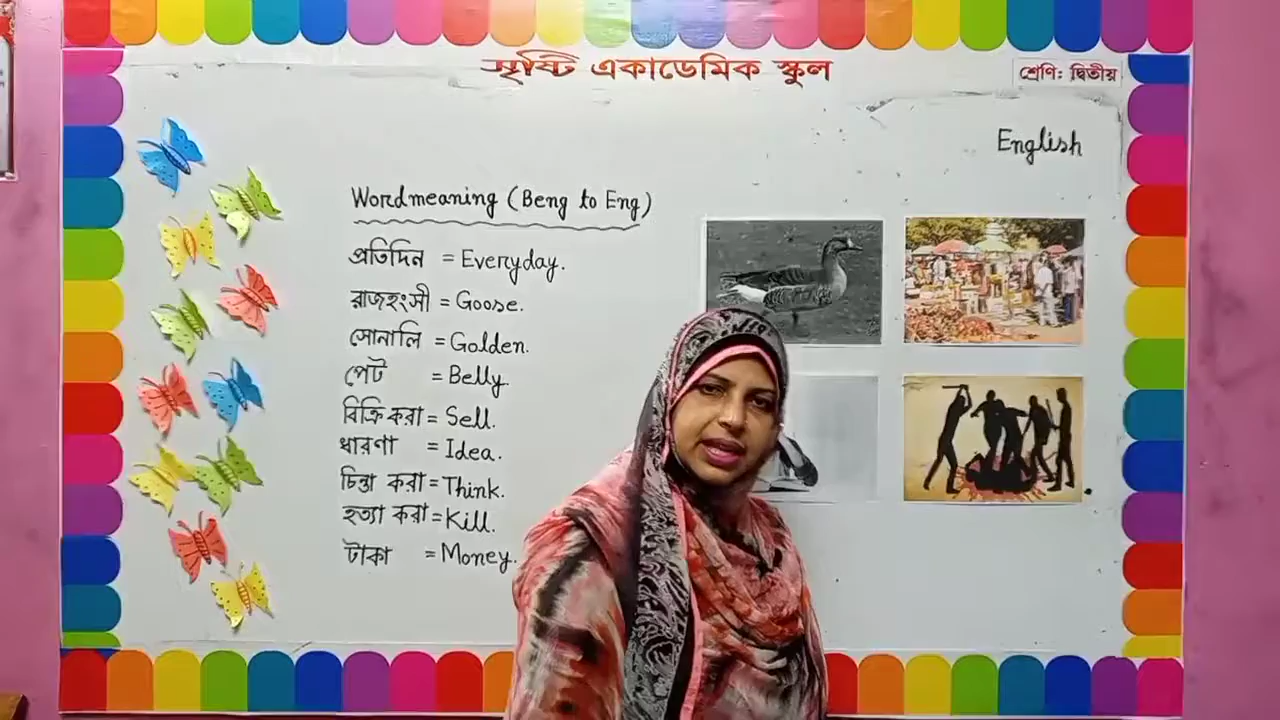 সৃষ্টি একাডেমিক স্কুল
শ্রেণি: দ্বিতীয়
English
Wordmeaning (Beng to Eng)
প্রতিদিন = Everyday.
রাজহংসী = Goose.
সোনালি = Golden.
পেট = Belly.
বিক্রি করা = Sell.
ধারণা = Idea.
চিন্তা করা = Think.
হত্যা করা = Kill.
টাকা = Money.